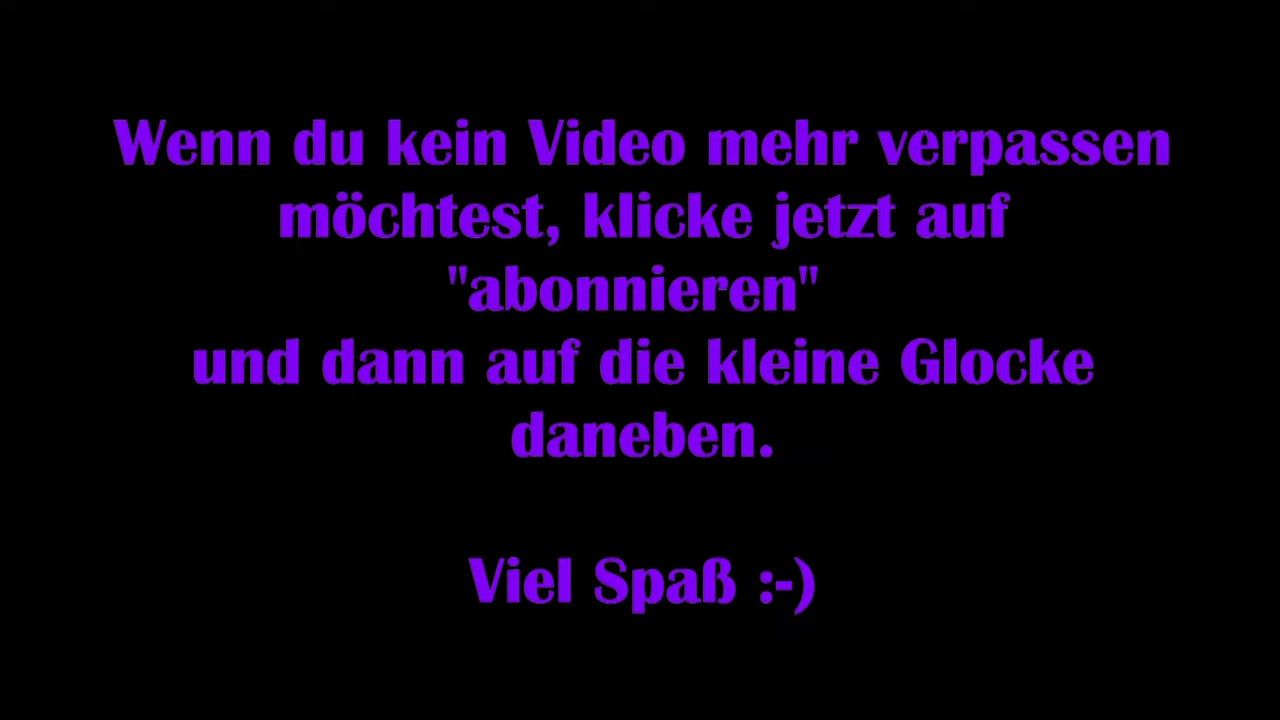 Wenn du kein Video mehr verpassen
möchtest, klicke jetzt auf
"abonnieren"
und dann auf die kleine Glocke
daneben.
Viel Spaß :-)